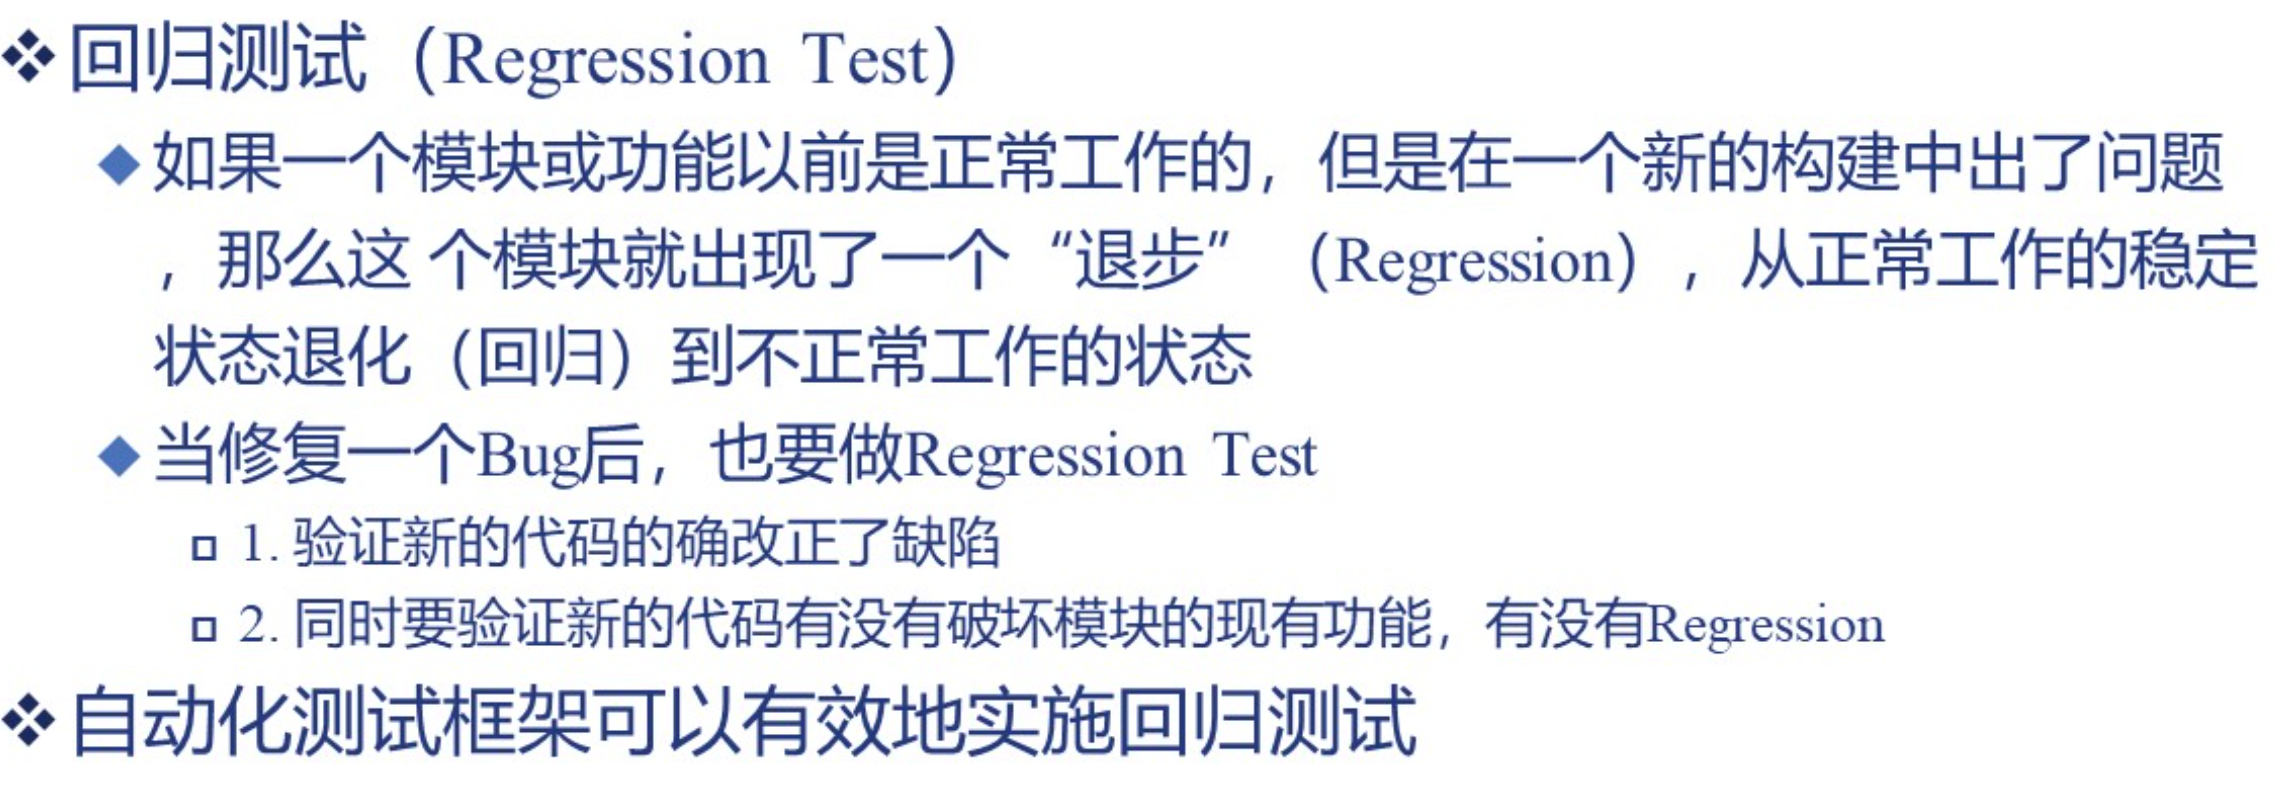 ❖回归测试（Regression Test）
◆如果一个模块或功能以前是正常工作的，但是在一个新的构建中出了问题
，那么这 个模块就出现了一个“退步”（Regression），从正常工作的稳定
状态退化（回归）到不正常工作的状态
◆当修复一个Bug后，也要做Regression Test
1. 验证新的代码的确改正了缺陷
2. 同时要验证新的代码有没有破坏模块的现有功能，有没有Regression
❖自动化测试框架可以有效地实施回归测试